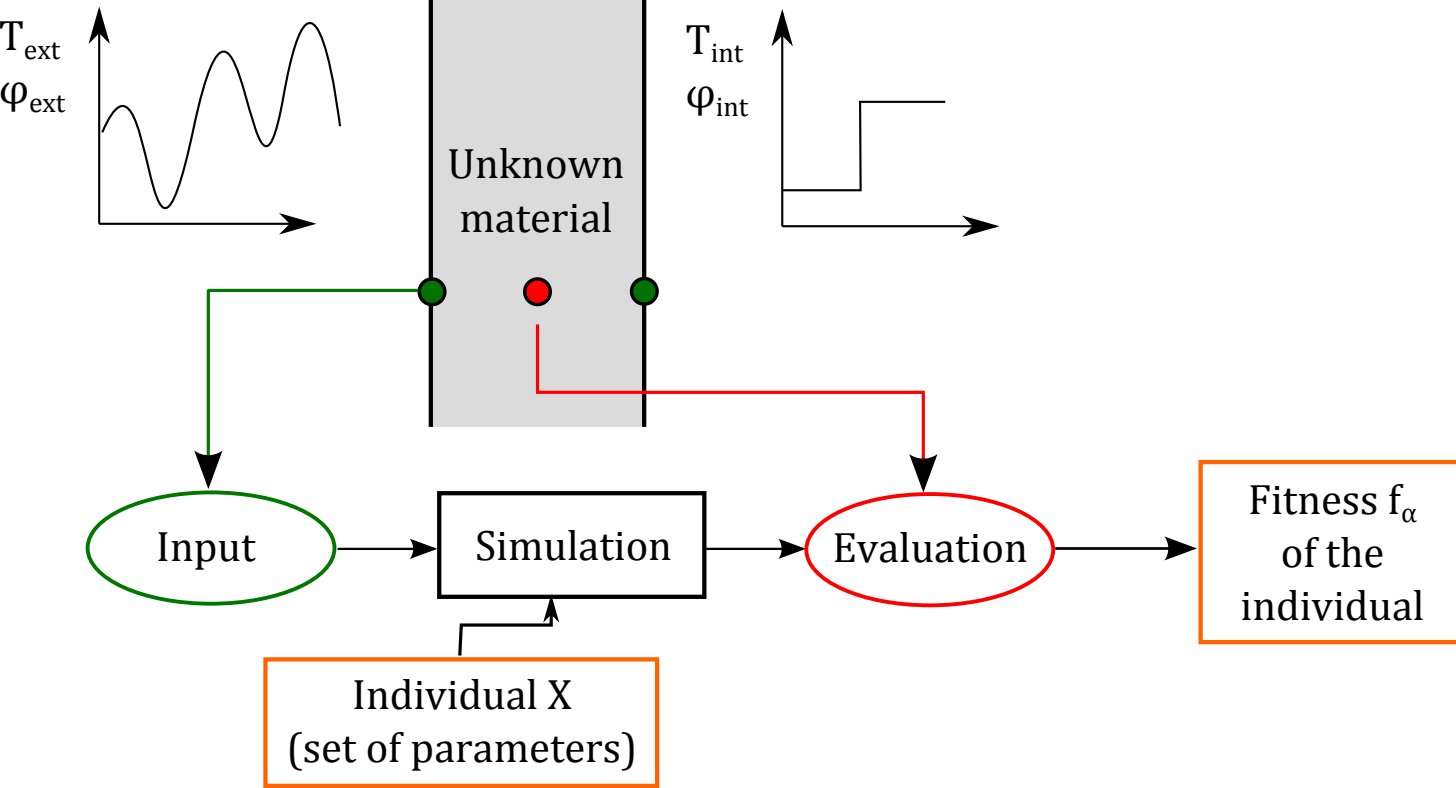 T_ext
φ_ext
T_int
φ_int
Unknown
material
Input
Simulation
Evaluation
Fitness f_α
of the
individual
Individual X
(set of parameters)